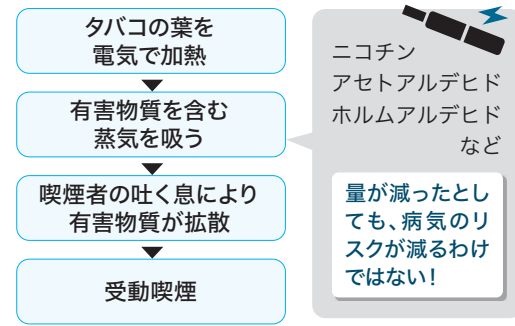 タバコの葉を
電気で加熱
有害物質を含む
蒸気を吸う
喫煙者の吐く息により
有害物質が拡散
受動喫煙
ニコチン
アセトアルデヒド
ホルムアルデヒド
など
量が減ったとし
ても、病気のリ
スクが減るわけ
ではない!